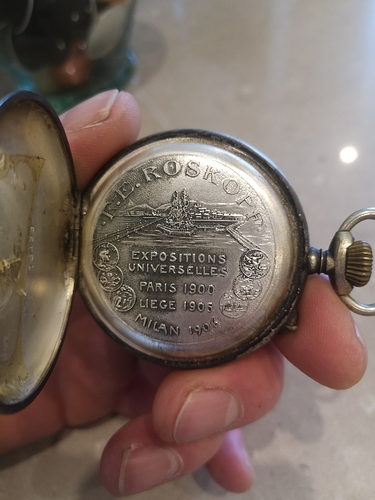 F.E. ROSKOPF
EXPOSITIONS
UNIVERSELLES
PARIS 1900
LIEGE 1905
MILAN 1906